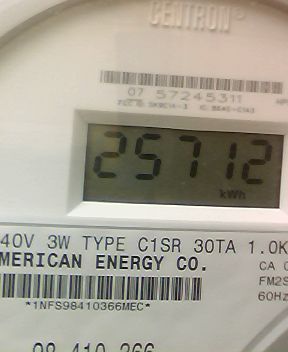 CENTRON®
07 57245311
25712
kWh
40V 3W TYPE C1SR 30TA 1.0K
MERICAN ENERGY CO.
CA 0
FM2S
60Hz
*1NFS98410366MEC*